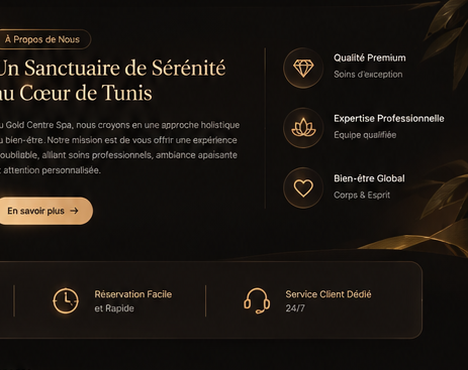 À Propos de Nous
Un Sanctuaire de Sérénité
au Cœur de Tunis
u Gold Centre Spa, nous croyons en une approche holistique
u bien-être. Notre mission est de vous offrir une expérience
oubliable, alliant soins professionnels, ambiance apaisante
t attention personnalisée.
En savoir plus →
Qualité Premium
Soins d'exception
Expertise Professionnelle
Équipe qualifiée
Bien-être Global
Corps & Esprit
Réservation Facile
et Rapide
Service Client Dédié
24/7